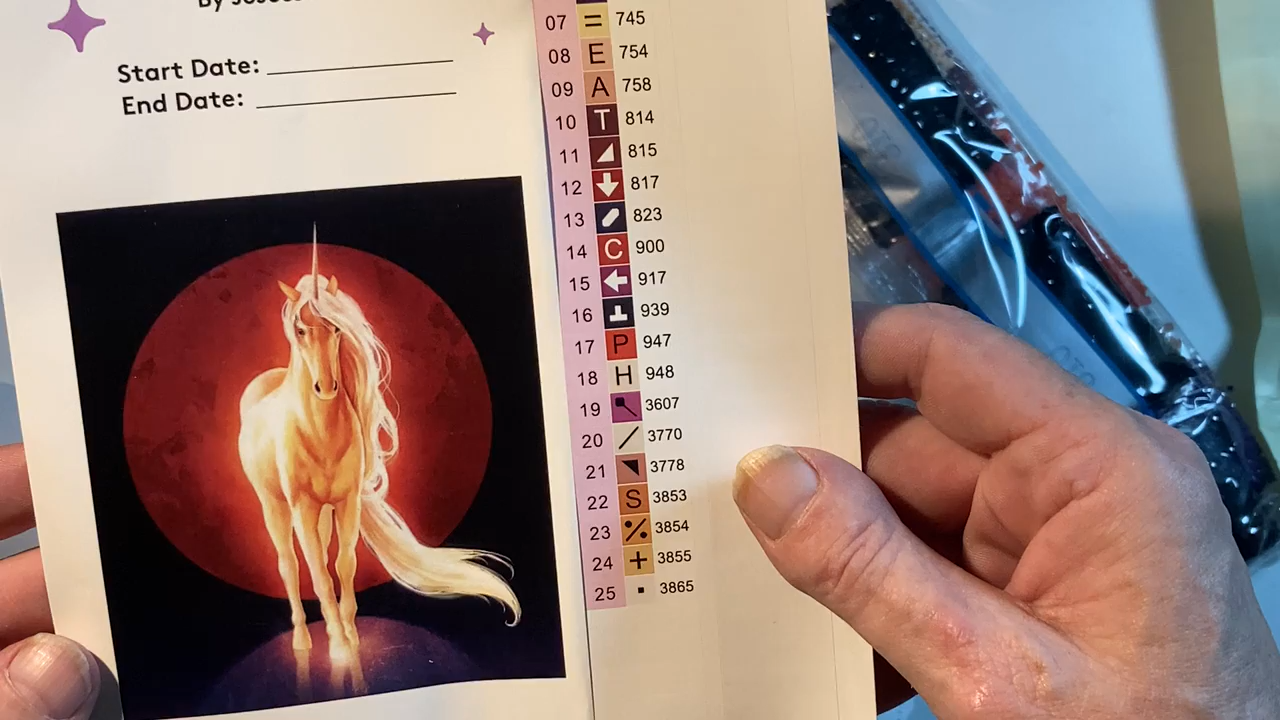 By
Start Date:
End Date:
07 = 745
08 E 754
09 A 758
10 T 814
11 815
12 817
13 823
14 C 900
15 917
16 939
17 P 947
18 H 948
19 3607
20 / 3770
21 3778
22 S 3853
23 % 3854
24 + 3855
25 ▪ 3865